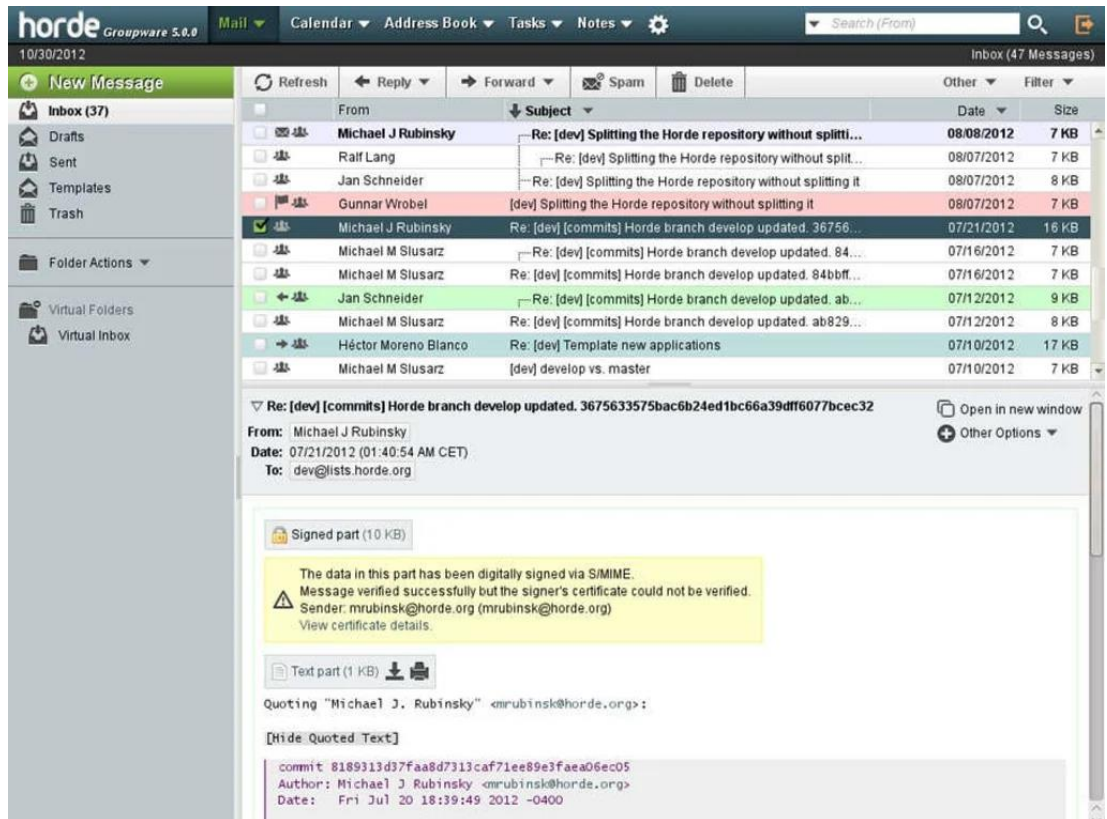 horde Groupware 5.0.0 Mail Calendar Address Book Tasks Notes Search (From)
10/30/2012 Inbox (47 Messages)
New Message
Inbox (37)
Drafts
Sent
Templates
Trash
Folder Actions
Virtual Folders
Virtual Inbox
Refresh Reply Forward Spam Delete Other Filter
From Subject Date Size
Michael J Rubinsky Re: [dev] Splitting the Horde repository without splitti... 08/08/2012 7 KB
Ralf Lang Re: [dev] Splitting the Horde repository without split... 08/07/2012 7 KB
Jan Schneider Re: [dev] Splitting the Horde repository without splitting it 08/07/2012 8 KB
Gunnar Wrobel [dev] Splitting the Horde repository without splitting it 08/07/2012 7 KB
Michael J Rubinsky Re: [dev] [commits] Horde branch develop updated. 36756... 07/21/2012 16 KB
Michael M Slusarz Re: [dev] [commits] Horde branch develop updated. 84... 07/16/2012 7 KB
Michael M Slusarz Re: [dev] [commits] Horde branch develop updated. 84bbff... 07/16/2012 7 KB
Jan Schneider Re: [dev] [commits] Horde branch develop updated. ab... 07/12/2012 9 KB
Michael M Slusarz Re: [dev] [commits] Horde branch develop updated. ab829... 07/12/2012 8 KB
Héctor Moreno Blanco Re: [dev] Template new applications 07/10/2012 17 KB
Michael M Slusarz [dev] develop vs. master 07/10/2012 7 KB
Re: [dev] [commits] Horde branch develop updated. 3675633575bac6b24ed1bc66a39dff6077bcec32 Open in new window
From: Michael J Rubinsky Other Options
Date: 07/21/2012 (01:40:54 AM CET)
To: dev@lists.horde.org
Signed part (10 KB)
The data in this part has been digitally signed via S/MIME.
Message verified successfully but the signer's certificate could not be verified.
Sender: mrubinsk@horde.org (mrubinsk@horde.org)
View certificate details.
Text part (1 KB)
Quoting "Michael J. Rubinsky" <mrubinsk@horde.org>:
[Hide Quoted Text]
commit 8189313d37faa8d7313caf71ee89e3faea06ec05
Author: Michael J Rubinsky <mrubinsk@horde.org>
Date: Fri Jul 20 18:39:49 2012 -0400